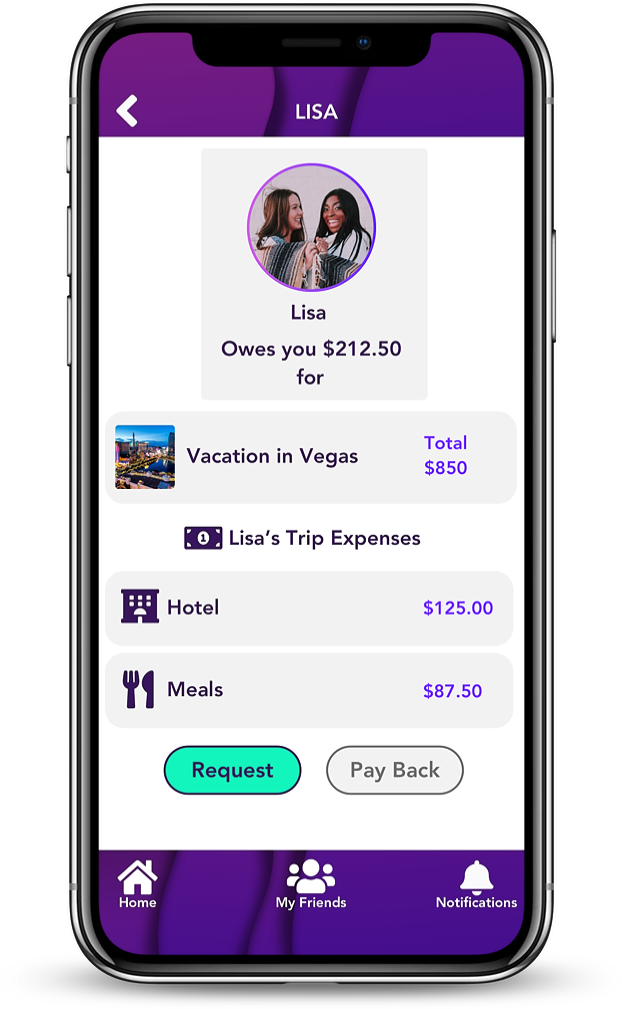 LISA
Lisa
Owes you $212.50
for
Vacation in Vegas
Total
$850
1
Lisa’s Trip Expenses
Hotel
$125.00
Meals
$87.50
Request
Pay Back
Home
My Friends
Notifications